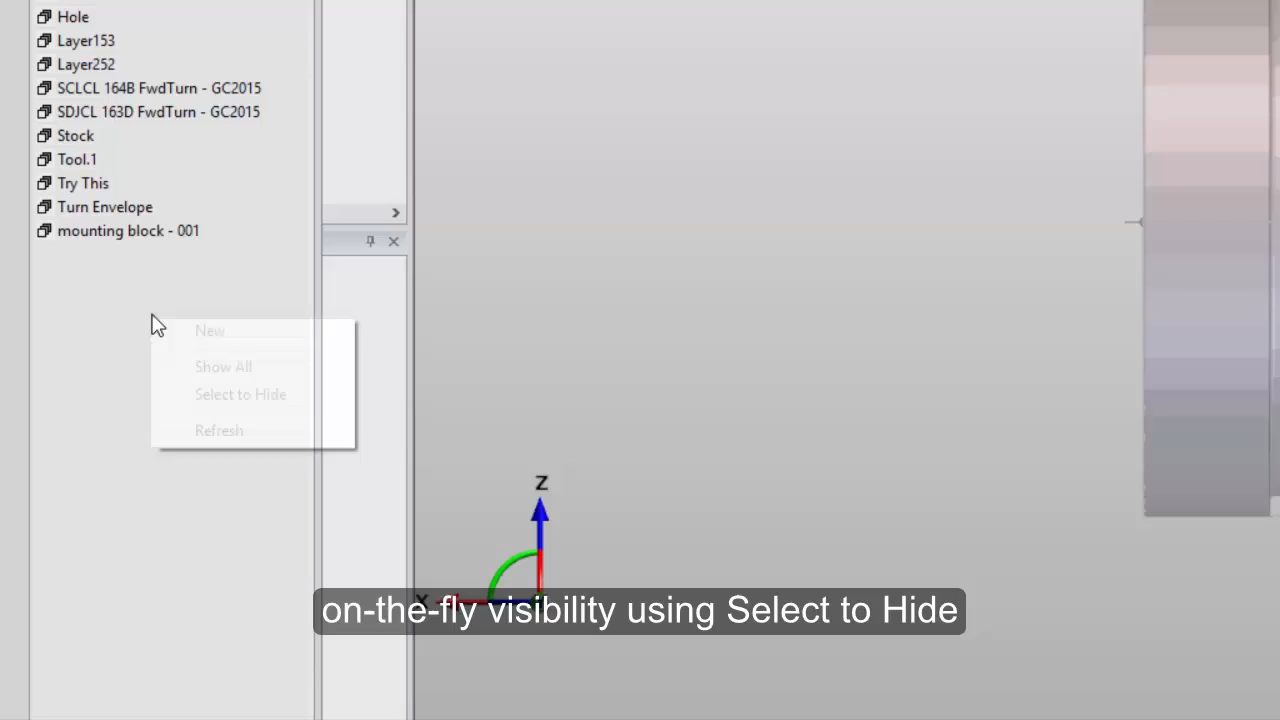 Hole
Layer153
Layer252
SCLCL 164B FwdTurn - GC2015
SDJCL 163D FwdTurn - GC2015
Stock
Tool.1
Try This
Turn Envelope
mounting block - 001
New
Show All
Select to Hide
Refresh
Z
X
on-the-fly visibility using Select to Hide